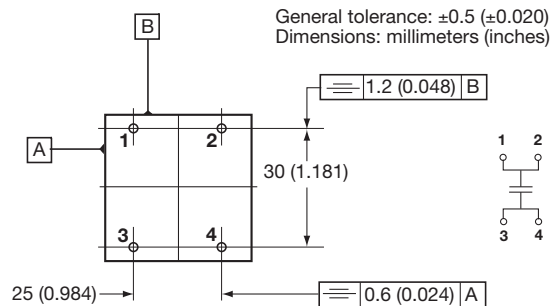 General tolerance: ±0.5 (±0.020)
Dimensions: millimeters (inches)
B
1.2 (0.048) B
1 2
A
30 (1.181)
1 2
3 4
3 4
25 (0.984)
0.6 (0.024) A